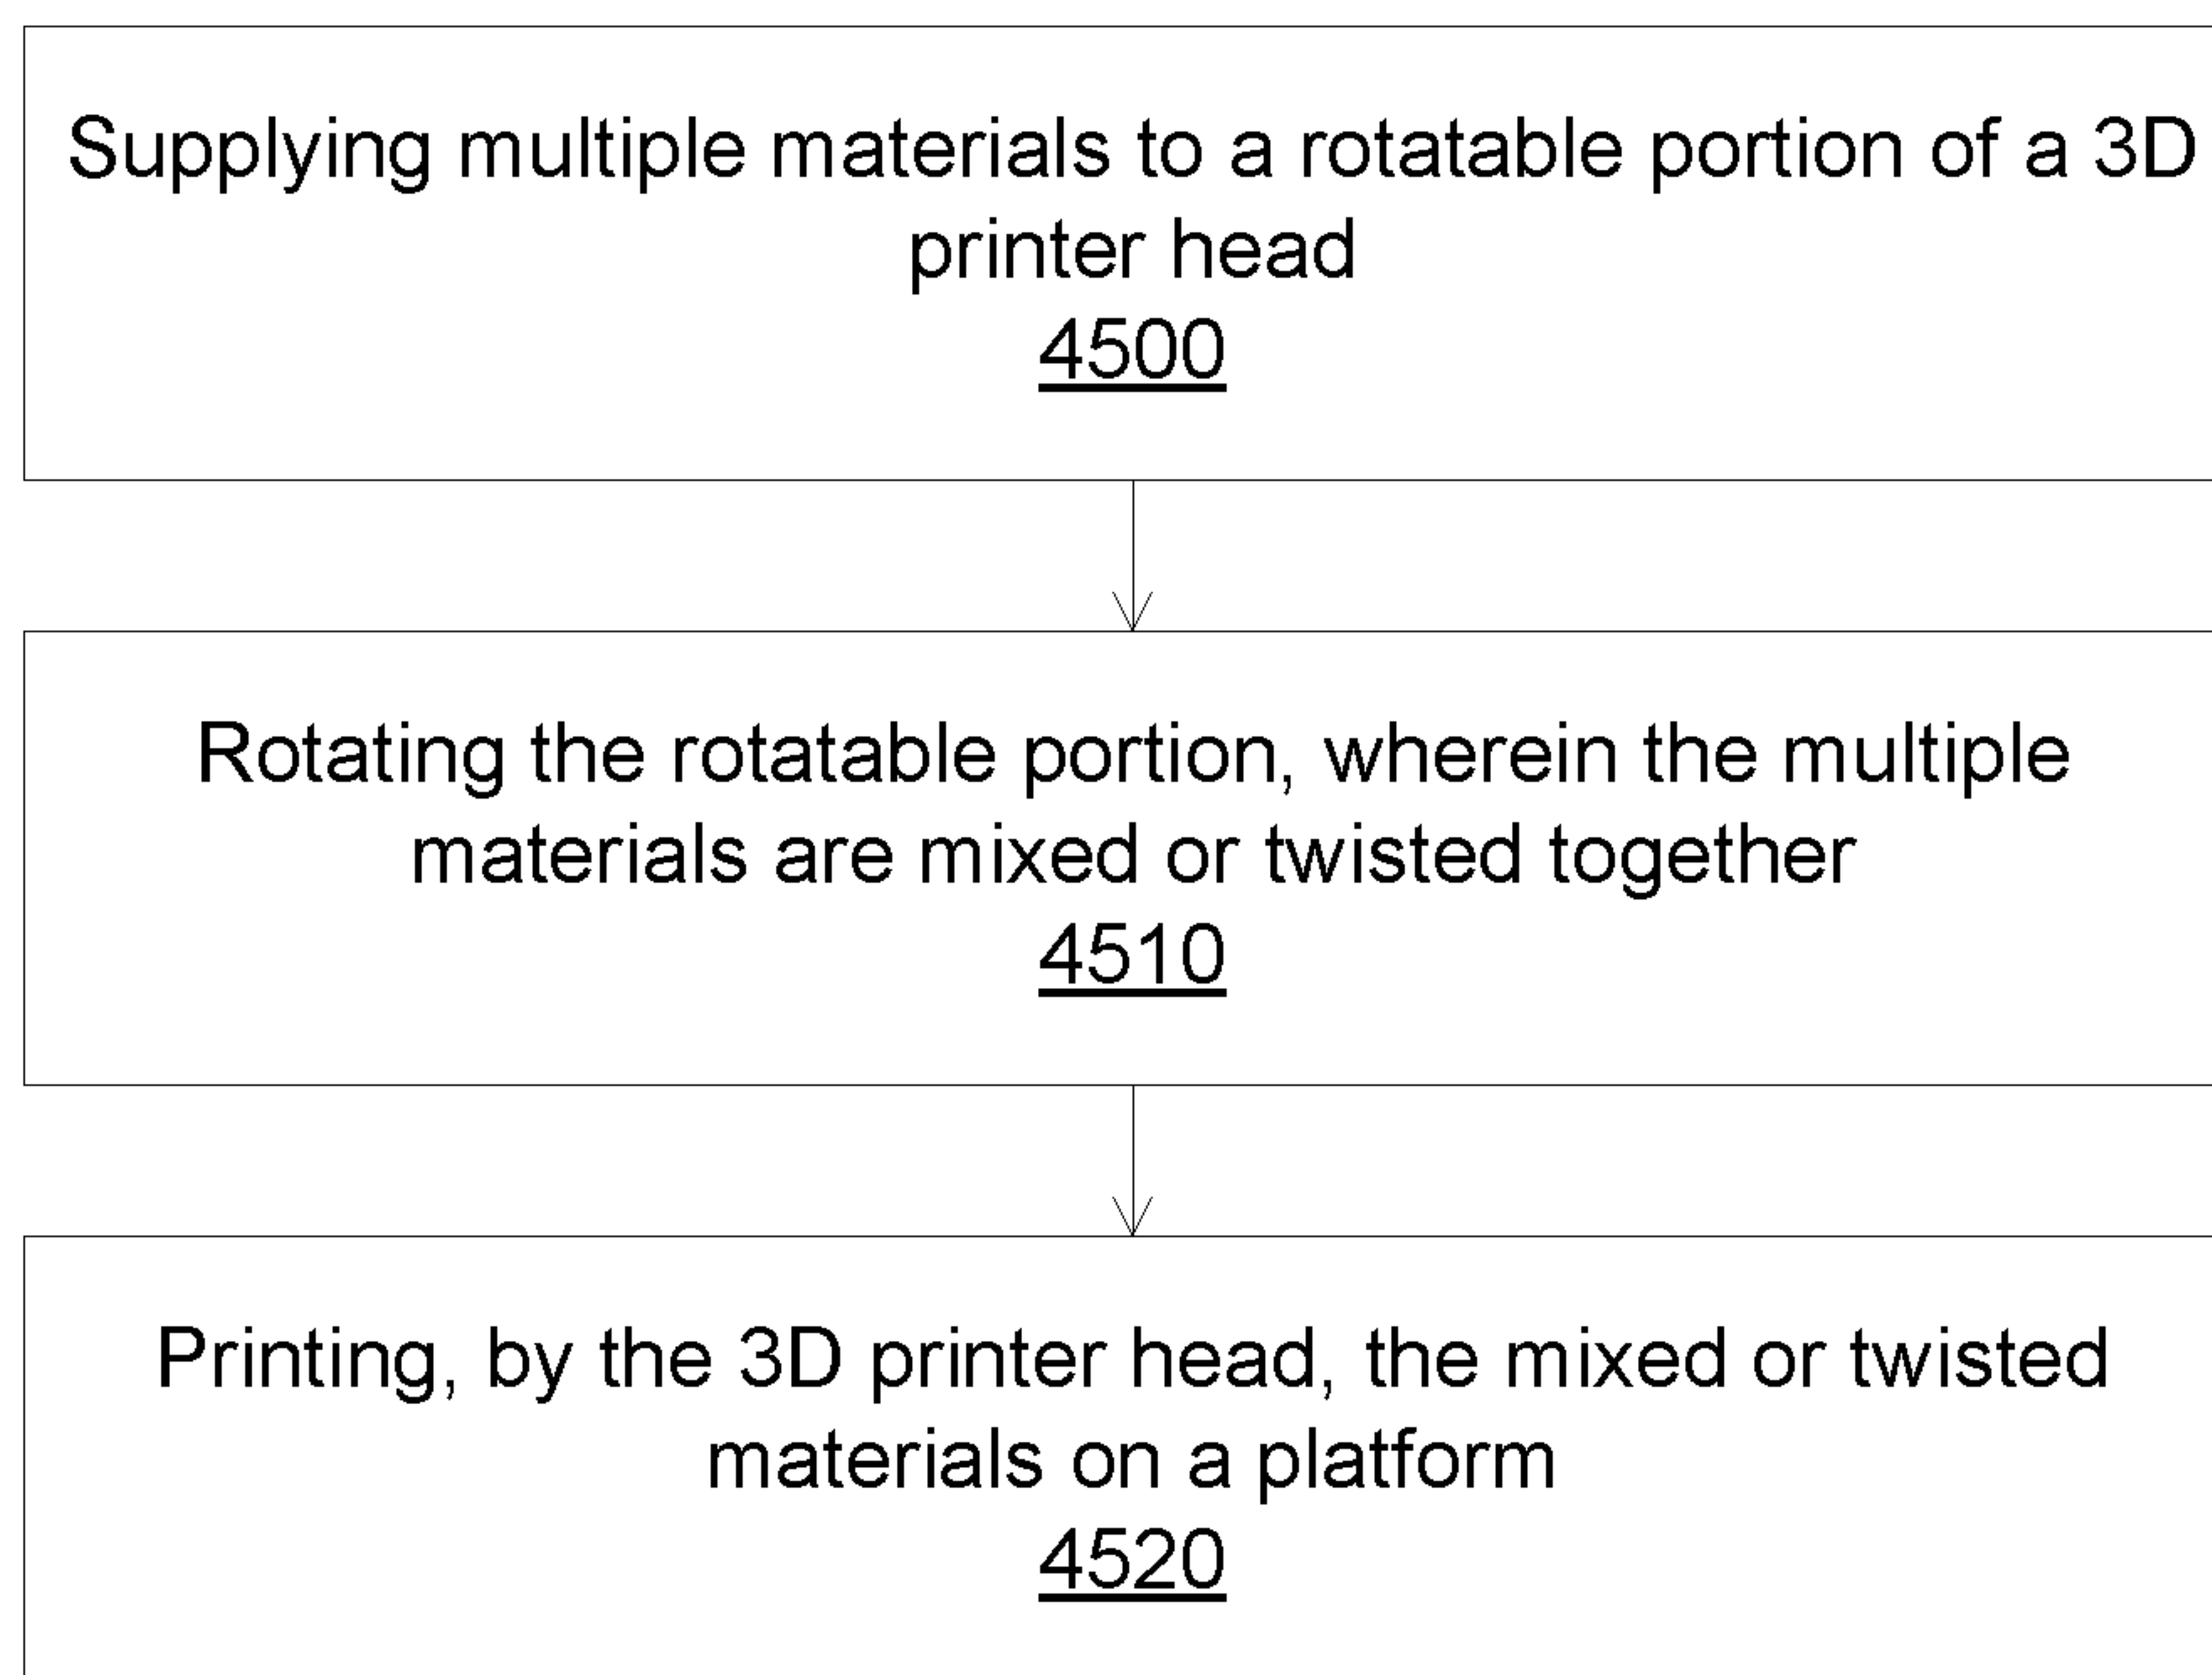 Supplying multiple materials to a rotatable portion of a 3D
printer head
4500
Rotating the rotatable portion, wherein the multiple
materials are mixed or twisted together
4510
Printing, by the 3D printer head, the mixed or twisted
materials on a platform
4520